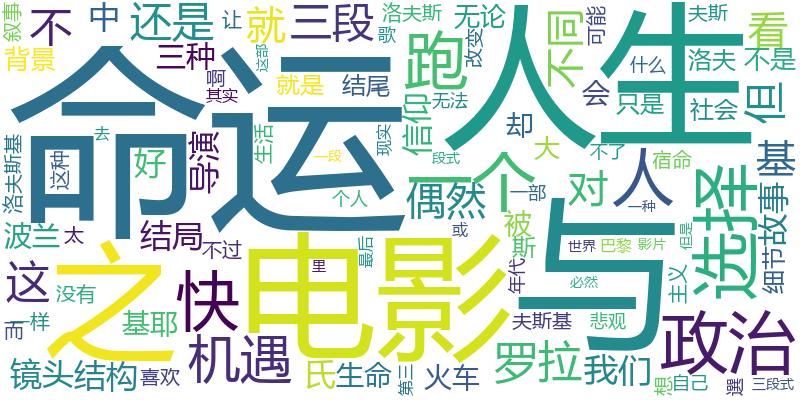 叙事
不
中
还是
让
就
三段
洛夫斯
无论
不同
可能
夫斯
看
背景
三种
啊
这部
歌
改变
跑
人生
洛夫
不是
就是
结尾
其实
无法
什么
但
命运
信仰
会
只是
社会
洛夫斯基
这种
去
好
导演
生活
一段
现实
段式
却
大
不了
宿命
基
个人
一个
一部
偶然
对
人
一种
选择
波兰
太
结局
不过
或
被
斯
与
世界
巴黎
影片
但是
细节
故事
这
之
里
最后
电影
年代
必然
主义
没有
快
而
一样
基耶
机遇
夫斯基
悲观
政治
镜头
结构
喜欢
氏
生命
第三
火车
罗拉
我们
想
自己
選
三段式